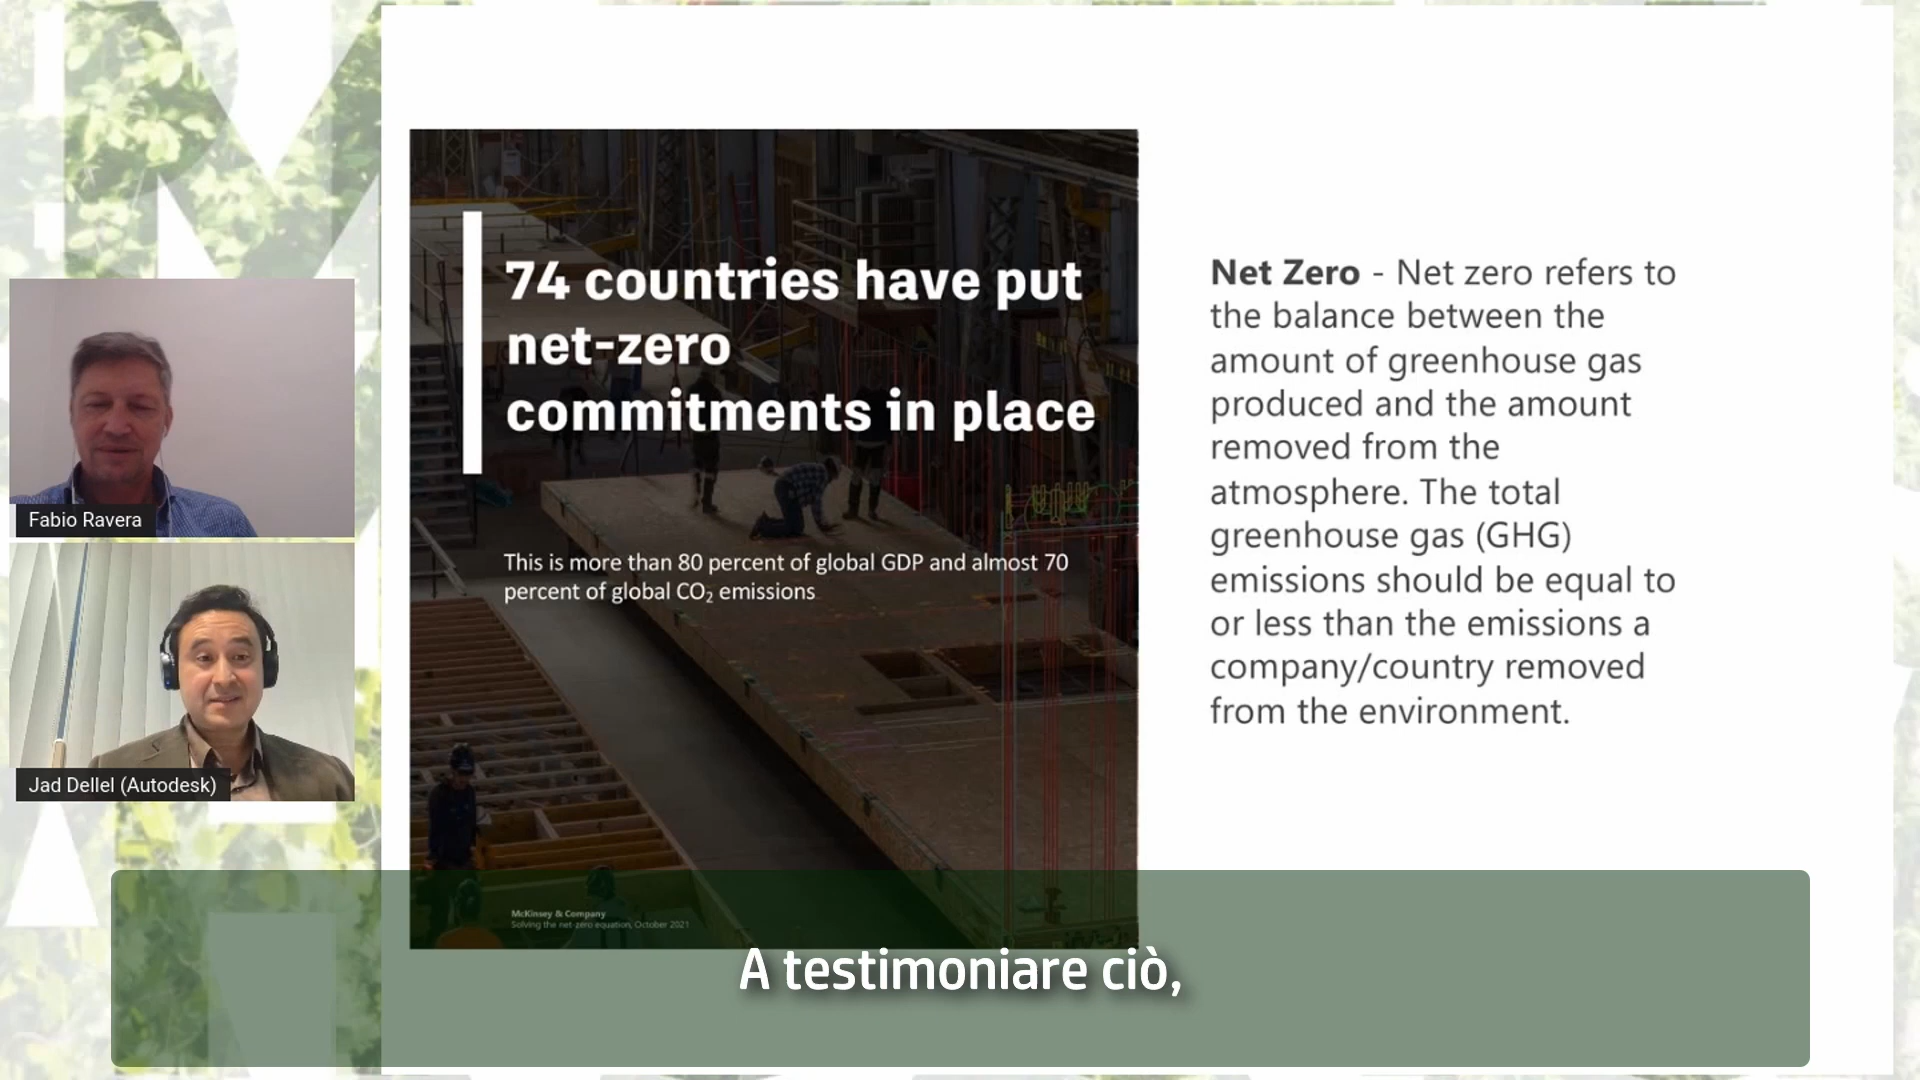 74 countries have put
net-zero
commitments in place
This is more than 80 percent of global GDP and almost 70
percent of global CO₂ emissions
McKinsey & Company
Solving the net-zero equation, October 2021
Net Zero - Net zero refers to
the balance between the
amount of greenhouse gas
produced and the amount
removed from the
atmosphere. The total
greenhouse gas (GHG)
emissions should be equal to
or less than the emissions a
company/country removed
from the environment.
Fabio Ravera
Jad Dellel (Autodesk)
A testimoniare ciò,